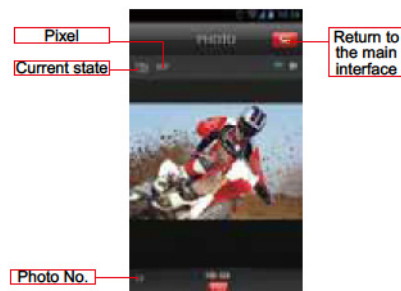 PHOTO
Pixel
Current state
Return to
the main
interface
Photo No.